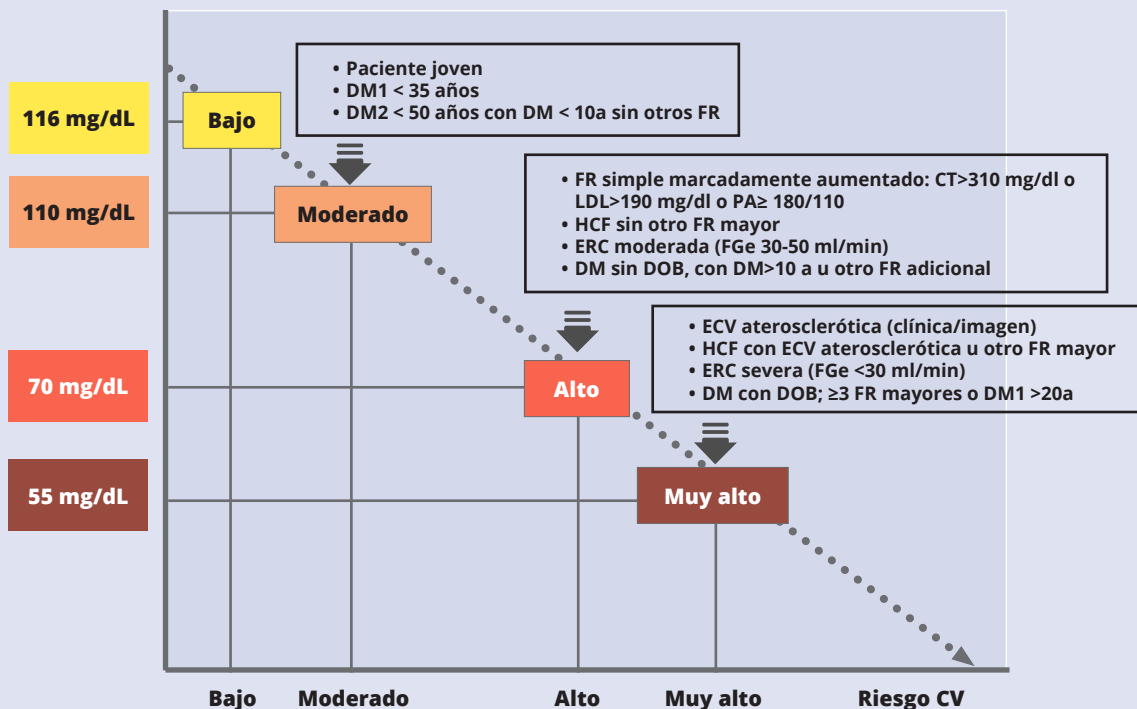 • Paciente joven
• DM1 < 35 años
• DM2 < 50 años con DM < 10a sin otros FR
116 mg/dL
Bajo
• FR simple marcadamente aumentado: CT>310 mg/dl o
LDL>190 mg/dl o PA≥ 180/110
• HCF sin otro FR mayor
• ERC moderada (FGe 30-50 ml/min)
• DM sin DOB, con DM>10 a u otro FR adicional
110 mg/dL
Moderado
• ECV aterosclerótica (clínica/imagen)
• HCF con ECV aterosclerótica u otro FR mayor
• ERC severa (FGe <30 ml/min)
• DM con DOB; ≥3 FR mayores o DM1 >20a
70 mg/dL
Alto
55 mg/dL
Muy alto
Bajo
Moderado
Alto
Muy alto
Riesgo CV